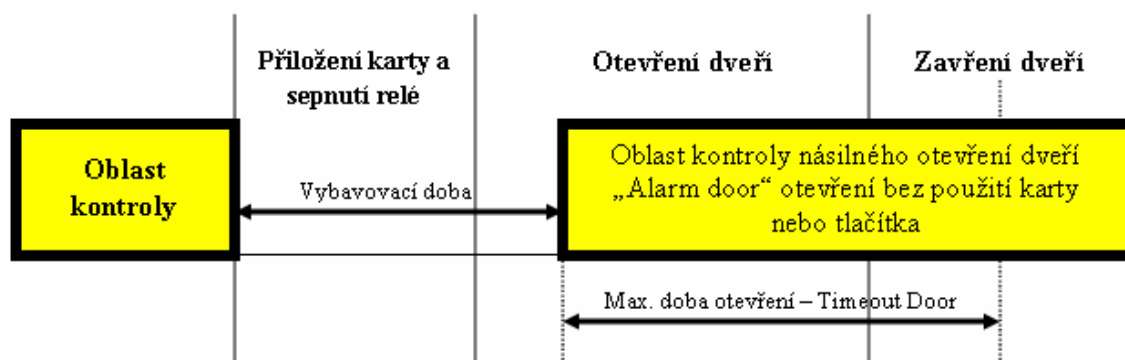 Přiložení karty a
sepnutí relé
Otevření dveří
Zavření dveří
Oblast
kontroly
Vybavovací doba
Oblast kontroly násilného otevření dveří
„Alarm door“ otevření bez použití karty
nebo tlačítka
Max. doba otevření – Timeout Door